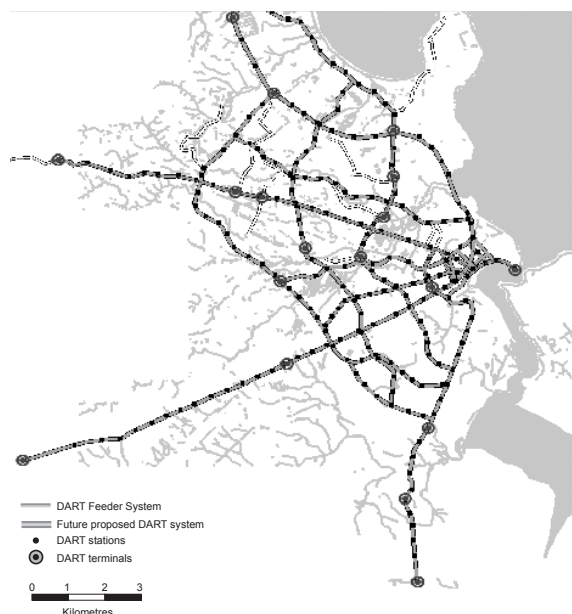 DART Feeder System
Future proposed DART system
DART stations
DART terminals
0 1 2 3
Kilometres